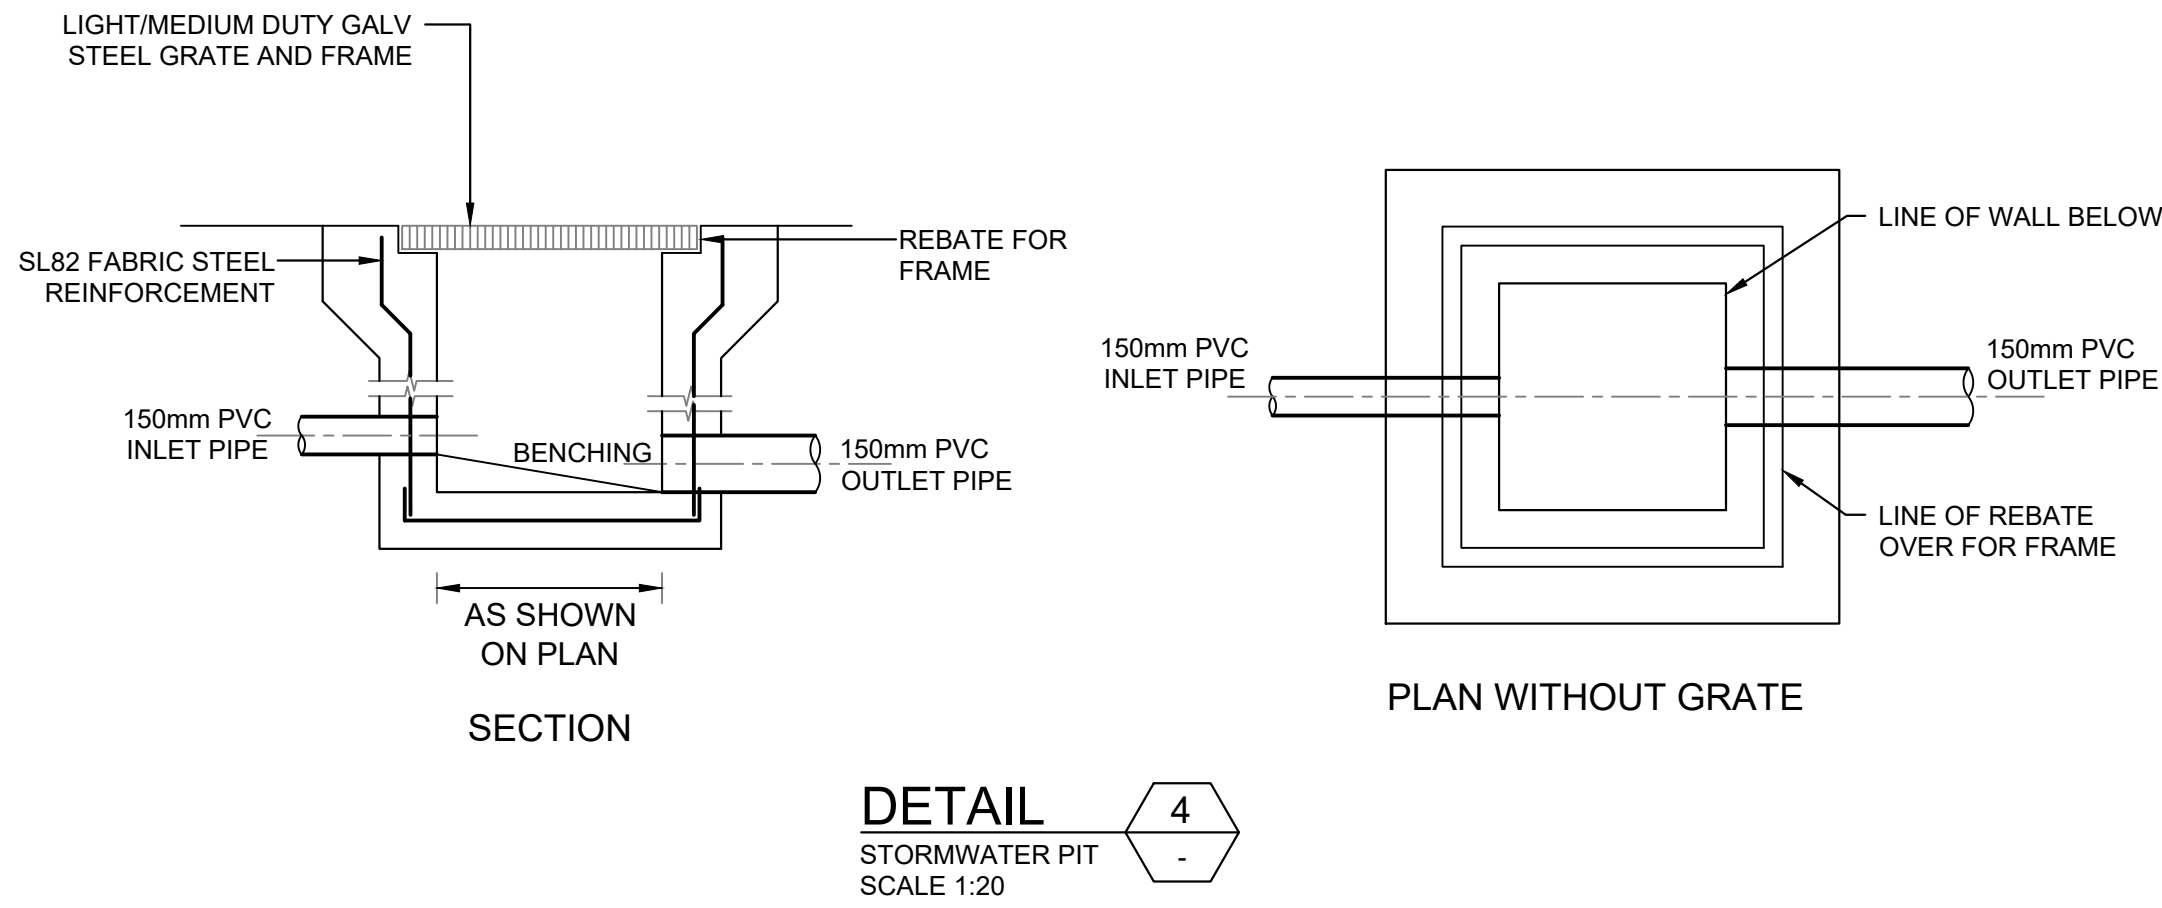 LIGHT/MEDIUM DUTY GALV
STEEL GRATE AND FRAME
SL82 FABRIC STEEL
REINFORCEMENT
REBATE FOR
FRAME
150mm PVC
INLET PIPE
BENCHING
150mm PVC
OUTLET PIPE
AS SHOWN
ON PLAN
SECTION
LINE OF WALL BELOW
150mm PVC
INLET PIPE
150mm PVC
OUTLET PIPE
LINE OF REBATE
OVER FOR FRAME
PLAN WITHOUT GRATE
DETAIL
4
-
STORMWATER PIT
SCALE 1:20